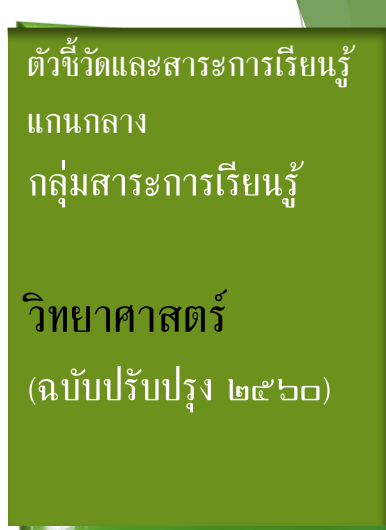 ตัวชี้วัดและสาระการเรียนรู้
แกนกลาง
กลุ่มสาระการเรียนรู้
วิทยาศาสตร์
(ฉบับปรับปรุง ๒๕๖๐)